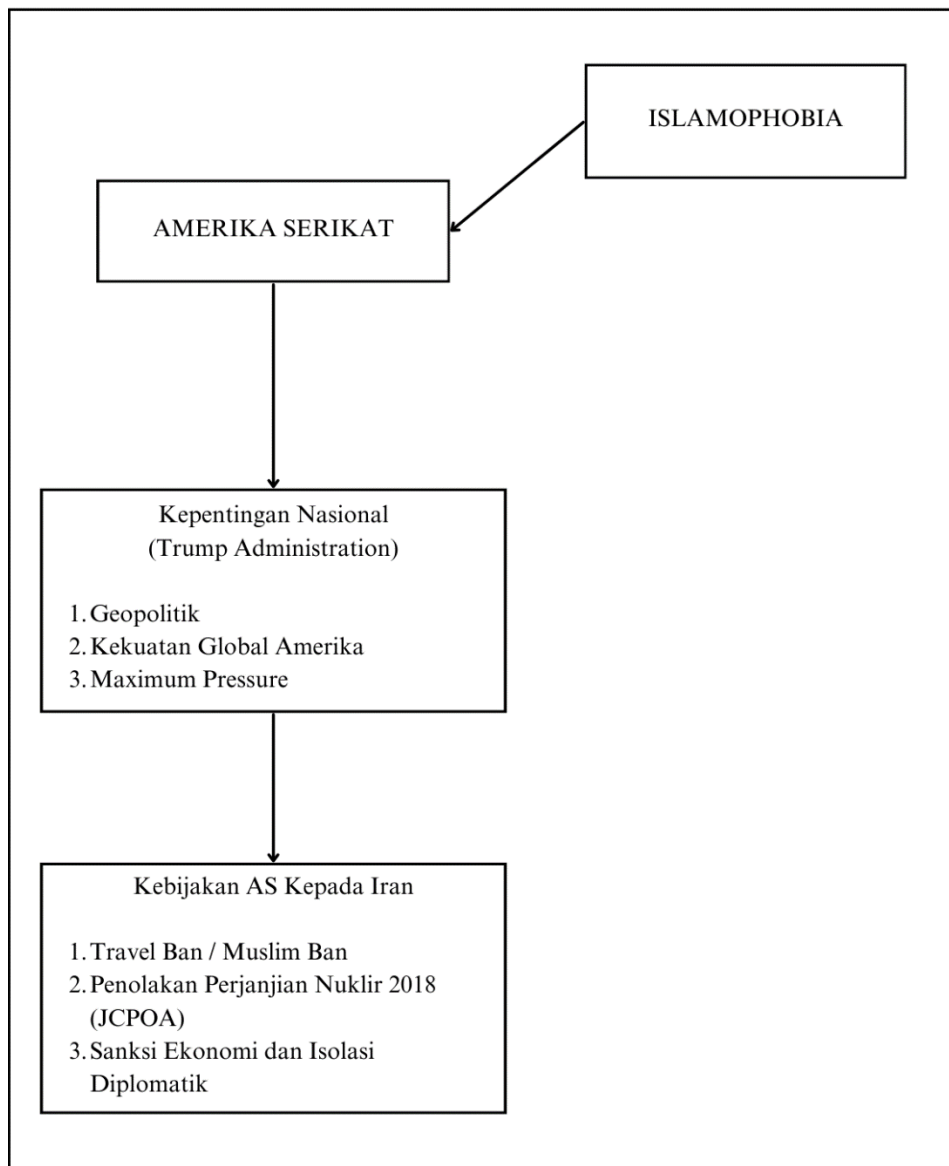 ISLAMOPHOBIA
AMERIKA SERIKAT
Kepentingan Nasional
(Trump Administration)
1. Geopolitik
2. Kekuatan Global Amerika
3. Maximum Pressure
Kebijakan AS Kepada Iran
1. Travel Ban / Muslim Ban
2. Penolakan Perjanjian Nuklir 2018
(JCPOA)
3. Sanksi Ekonomi dan Isolasi
Diplomatik